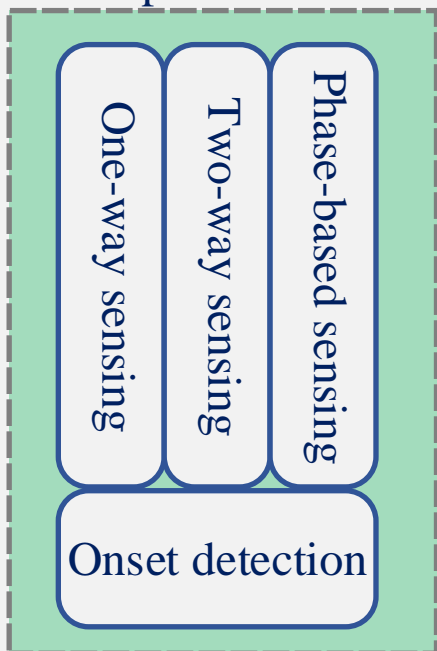 One-way sensing
Two-way sensing
Phase-based sensing
Onset detection